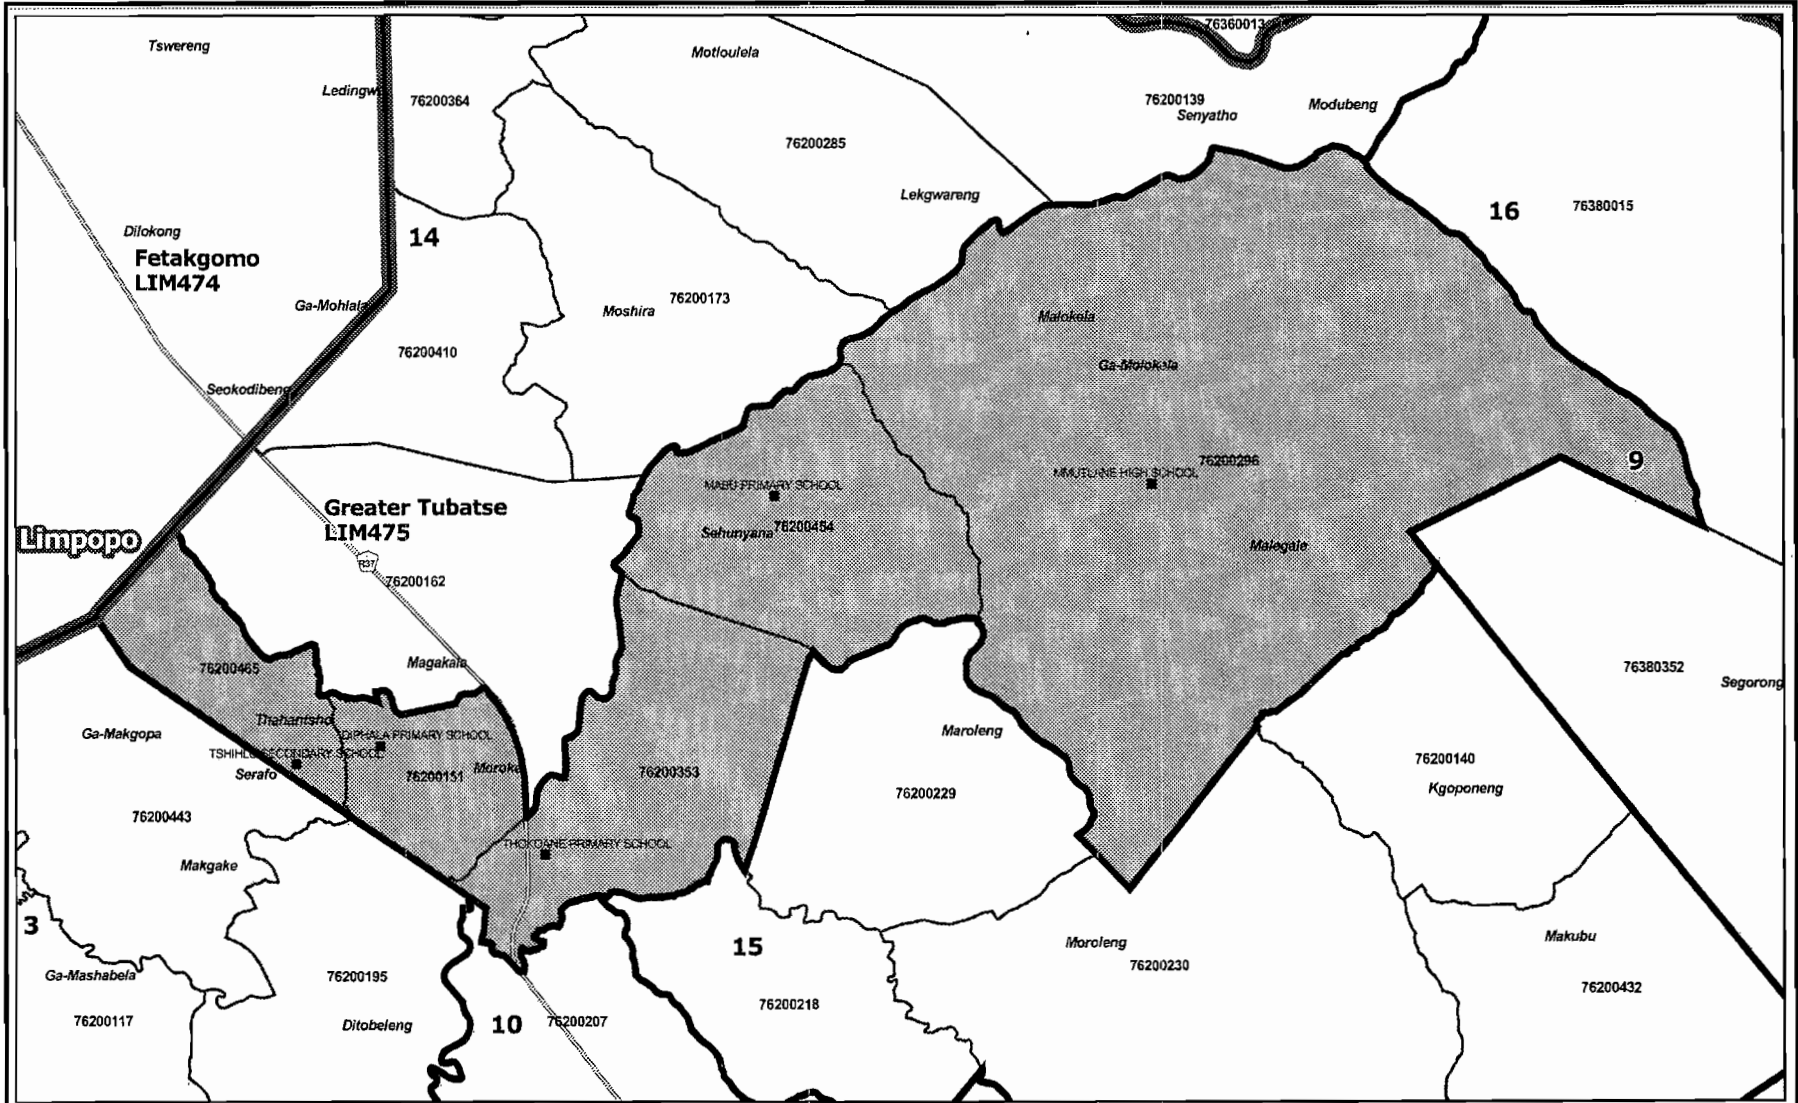 76360013
Tswereng
Motloulela
Ledingw
76200364
76200139
Senyatho
Modubeng
76200285
Lekgwareng
16
76380015
Dilokong
14
Fetakgomo
LIM474
Ga-Mohlala
Moshira
76200173
Malokela
76200410
Ga-Molokela
Seokodibeng
76200296
9
MMUTLANE HIGH SCHOOL
MABU PRIMARY SCHOOL
Greater Tubatse
LIM475
Sehunyana
76200454
Limpopo
Malegale
R37
76200162
Magakala
76200465
76380352
Segorong
Thahantsho
Ga-Makgopa
DIPHALA PRIMARY SCHOOL
Maroleng
TSHIHLO SECONDARY SCHOOL
Serafo
76200151
Moroke
76200353
76200140
76200229
Kgoponeng
76200443
THOKOANE PRIMARY SCHOOL
Makgake
3
15
Moroleng
Makubu
76200230
Ga-Mashabela
76200195
76200432
76200218
76200117
Ditobeleng
10
76200207